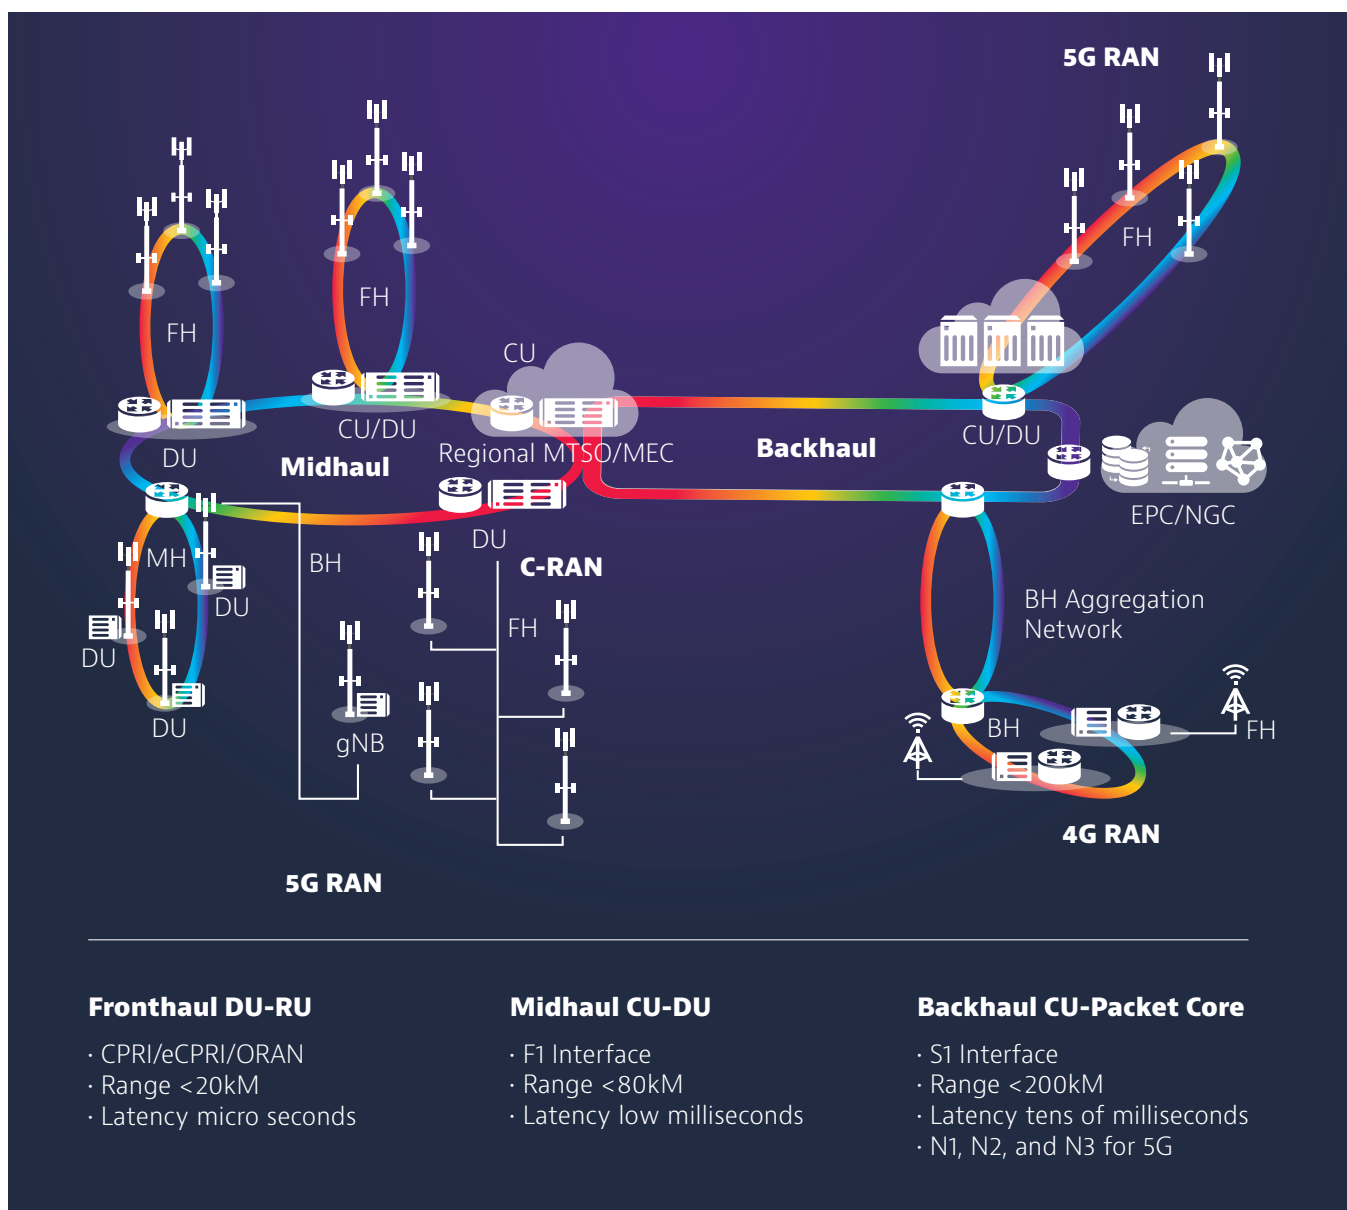 5G RAN
FH
FH
FH
CU
CU/DU
CU/DU
DU
Midhaul
Regional MTSO/MEC
Backhaul
EPC/NGC
DU
C-RAN
MH
BH
DU
FH
BH Aggregation
Network
DU
DU
gNB
BH
FH
4G RAN
5G RAN
Fronthaul DU-RU
· CPRI/eCPRI/ORAN
· Range <20kM
· Latency micro seconds
Midhaul CU-DU
· F1 Interface
· Range <80kM
· Latency low milliseconds
Backhaul CU-Packet Core
· S1 Interface
· Range <200kM
· Latency tens of milliseconds
· N1, N2, and N3 for 5G